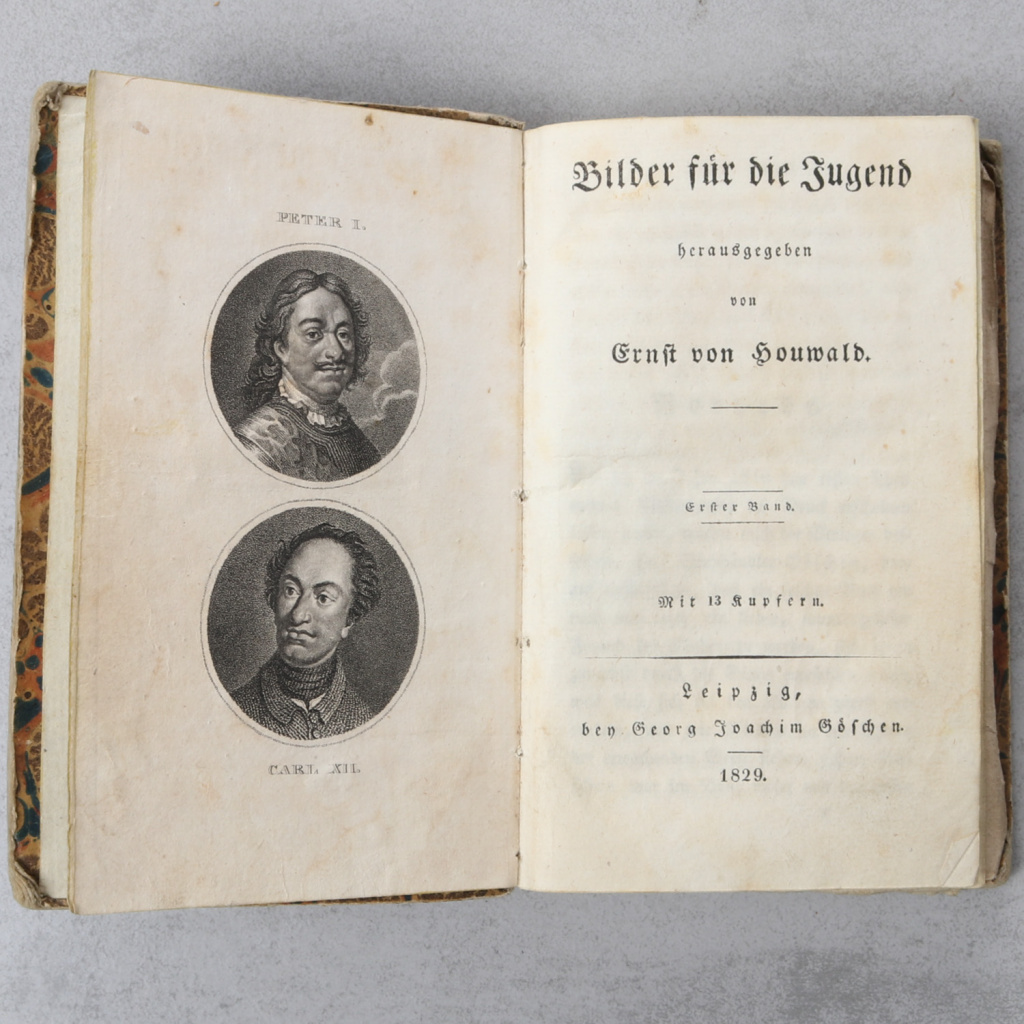 PETER I.
CARL XII.
Bilder für die Jugend
herausgegeben
von
Ernst von Houwald.
Erster Band.
Mit 13 Kupfern.
Leipzig,
bey Georg Joachim Göschen.
1829.